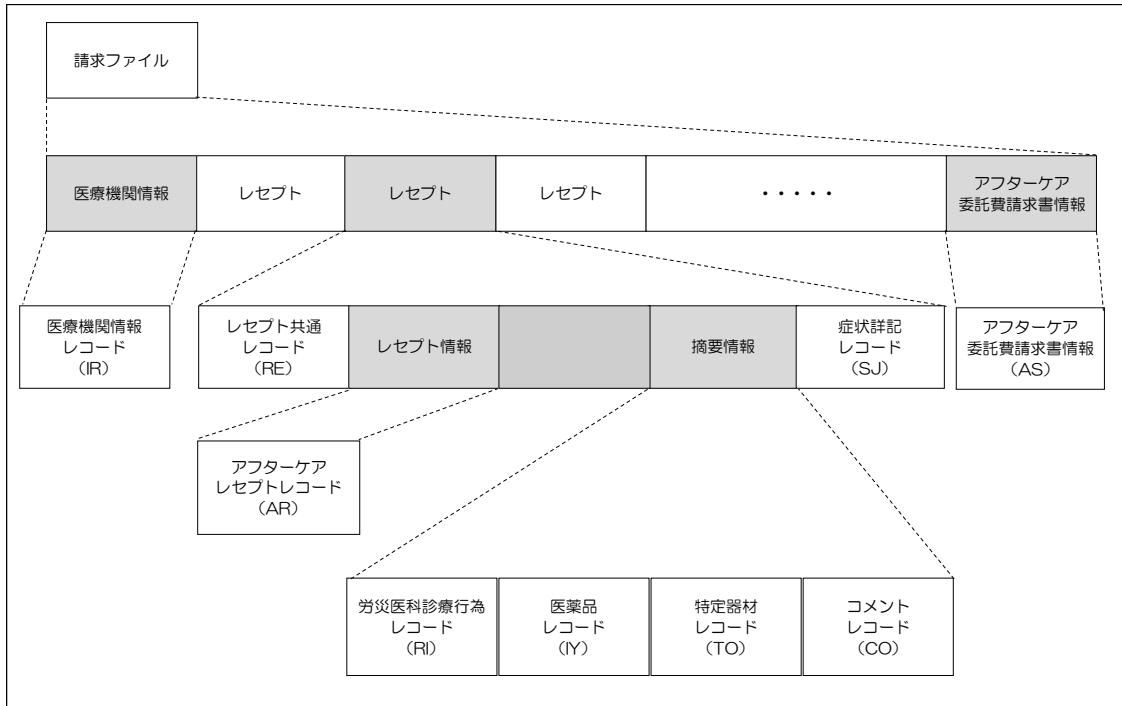 請求ファイル
医療機関情報
レセプト
レセプト
レセプト
・・・・・
アフターケア
委託費請求書情報
医療機関情報
レコード
（IR）
レセプト共通
レコード
（RE）
レセプト情報
摘要情報
症状詳記
レコード
（SJ）
アフターケア
委託費請求書情報
（AS）
アフターケア
レセプトレコード
（AR）
労災医科診療行為
レコード
（RI）
医薬品
レコード
（IY）
特定器材
レコード
（TO）
コメント
レコード
（CO）